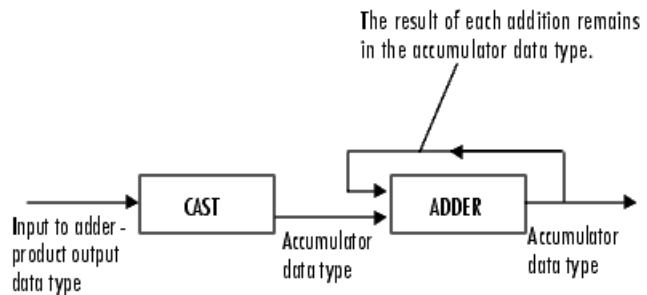 The result of each addition remains
in the accumulator data type.
CAST
ADDER
Input to adder -
product output
data type
Accumulator
data type
Accumulator
data type